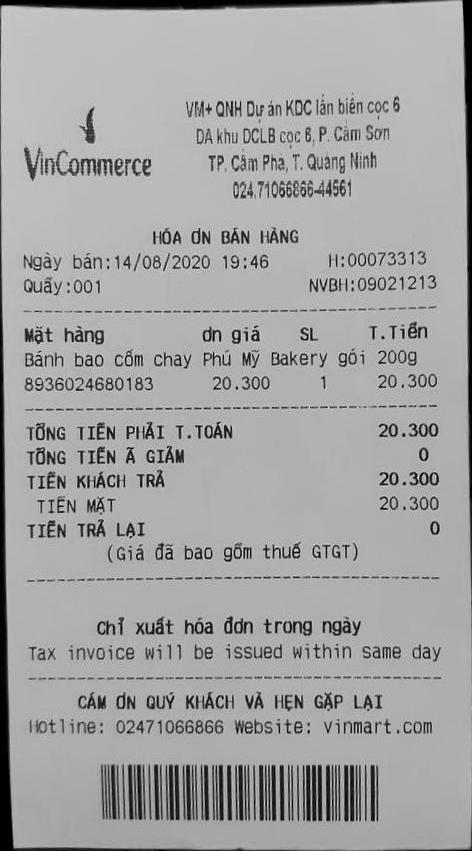 VinCommerce
VM+ QNH Dự án KDC lấn biển cọc 6
DA khu DCLB cọc 6, P. Cẩm Sơn
TP. Cẩm Phả, T. Quảng Ninh
024.71066866-44561
HÓA ƠN BÁN HÀNG
Ngày bán:14/08/2020 19:46 H:00073313
Quầy:001 NVBH:09021213
Mặt hàng ơn giá SL T.Tiền
Bánh bao cốm chay Phú Mỹ Bakery gói 200g
8936024680183 20.300 1 20.300
TỔNG TIỀN PHẢI T.TOÁN 20.300
TỔNG TIỀN Ã GIẢM 0
TIỀN KHÁCH TRẢ 20.300
TIỀN MẶT 20.300
TIỀN TRẢ LẠI 0
(Giá đã bao gồm thuế GTGT)
Chỉ xuất hóa đơn trong ngày
Tax invoice will be issued within same day
CÁM ƠN QUÝ KHÁCH VÀ HẸN GẶP LẠI
Hotline: 02471066866 Website: vinmart.com